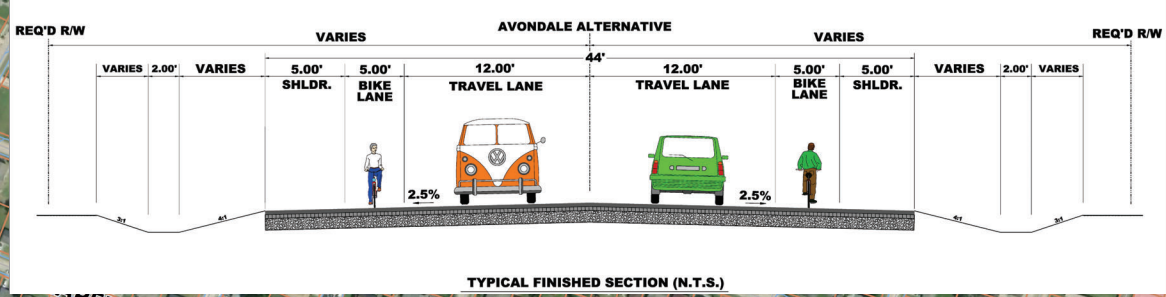 AVONDALE ALTERNATIVE
REQ'D R/W
VARIES
VARIES
REQ'D R/W
44'
VARIES 2.00' VARIES 5.00' 5.00' 12.00' 12.00' 5.00' 5.00' VARIES 2.00' VARIES
SHLDR. BIKE LANE TRAVEL LANE TRAVEL LANE BIKE LANE SHLDR.
2.5%
2.5%
3:1
4:1
4:1
3:1
TYPICAL FINISHED SECTION (N.T.S.)